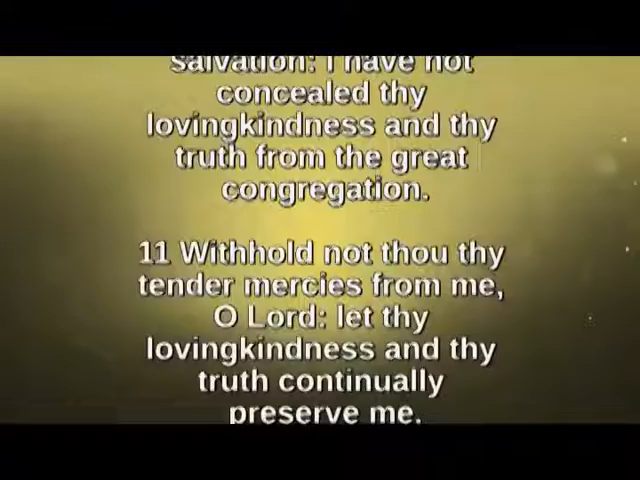 salvation: I have not
concealed thy
lovingkindness and thy
truth from the great
congregation.
11 Withhold not thou thy
tender mercies from me,
O Lord: let thy
lovingkindness and thy
truth continually
preserve me.